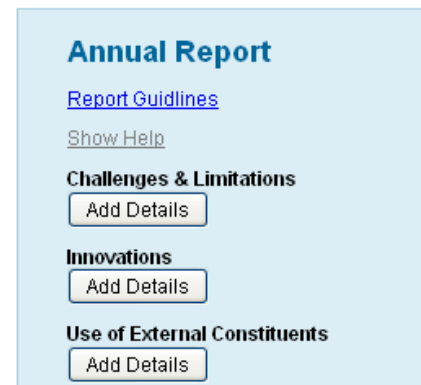 Annual Report
Report Guidlines
Show Help
Challenges & Limitations
Add Details
Innovations
Add Details
Use of External Constituents
Add Details